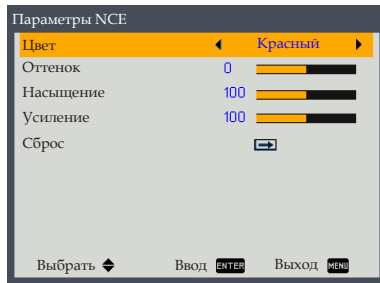 Параметры NCE
Цвет Красный
Оттенок 0
Насыщение 100
Усиление 100
Сброс
Выбрать Ввод ENTER Выход MENU